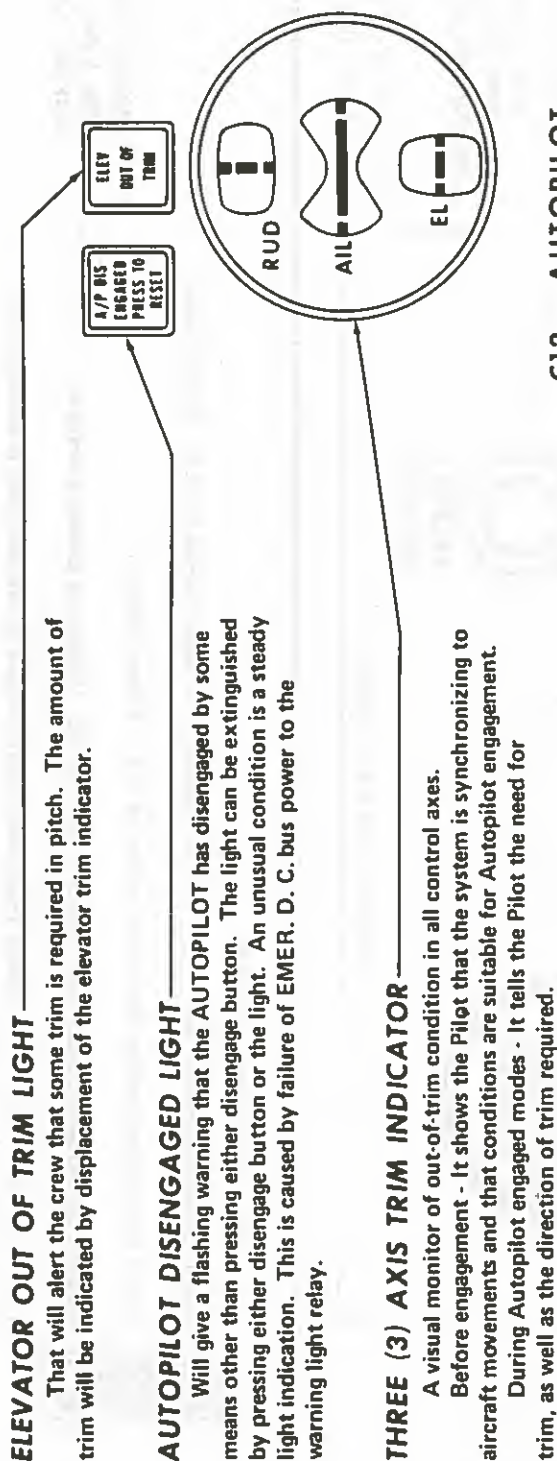 ELEVATOR OUT OF TRIM LIGHT
That will alert the crew that some trim is required in pitch. The amount of
trim will be indicated by displacement of the elevator trim indicator.
AUTOPILOT DISENGAGED LIGHT
Will give a flashing warning that the AUTOPILOT has disengaged by some
means other than pressing either disengage button. The light can be extinguished
by pressing either disengage button or the light. An unusual condition is a steady
light indication. This is caused by failure of EMER. D. C. bus power to the
warning light relay.
THREE (3) AXIS TRIM INDICATOR
A visual monitor of out-of-trim condition in all control axes.
Before engagement - It shows the Pilot that the system is synchronizing to
aircraft movements and that conditions are suitable for Autopilot engagement.
During Autopilot engaged modes - It tells the Pilot the need for
trim, as well as the direction of trim required.
A/P DIS
ENGAGED
PRESS TO
RESET
ELEV
OUT OF
TRIM
RUD
AIL
EL
AUTOPILOT